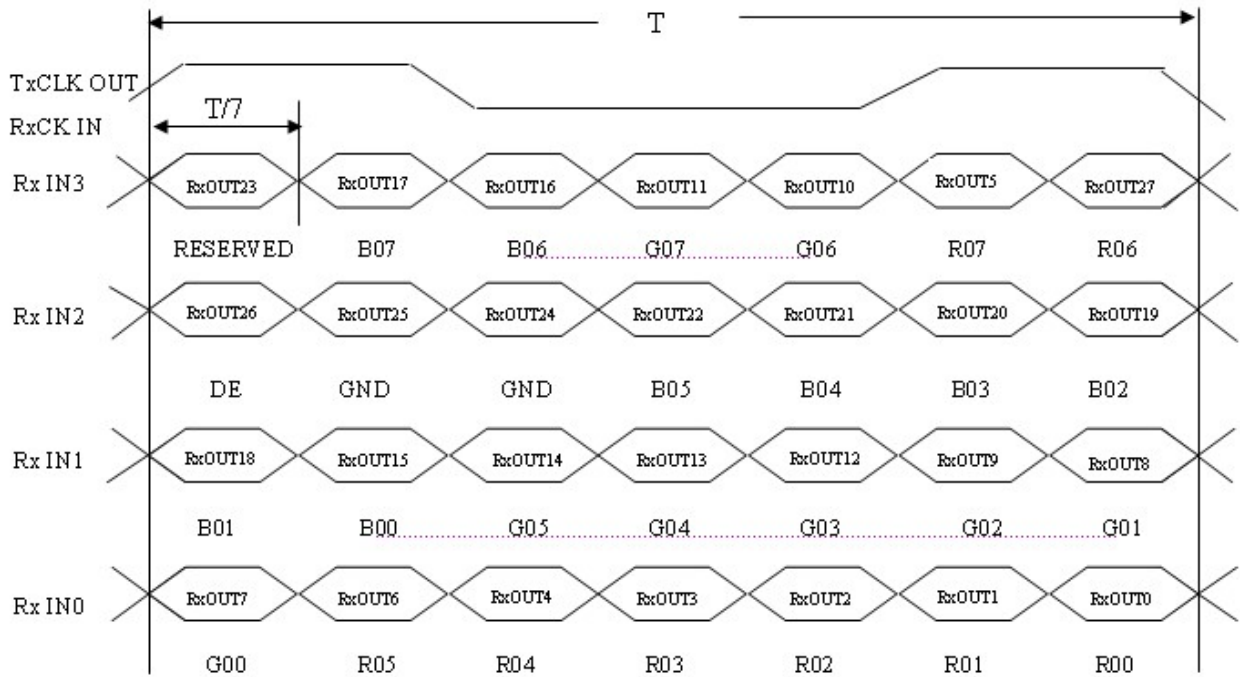 T
TxCLK OUT
T/7
RxCK IN
Rx IN3 RxOUT23 RxOUT17 RxOUT16 RxOUT11 RxOUT10 RxOUT5 RxOUT27
RESERVED B07 B06 G07 G06 R07 R06
Rx IN2 RxOUT26 RxOUT25 RxOUT24 RxOUT22 RxOUT21 RxOUT20 RxOUT19
DE GND GND B05 B04 B03 B02
Rx IN1 RxOUT18 RxOUT15 RxOUT14 RxOUT13 RxOUT12 RxOUT9 RxOUT8
B01 B00 G05 G04 G03 G02 G01
Rx IN0 RxOUT7 RxOUT6 RxOUT4 RxOUT3 RxOUT2 RxOUT1 RxOUT0
G00 R05 R04 R03 R02 R01 R00